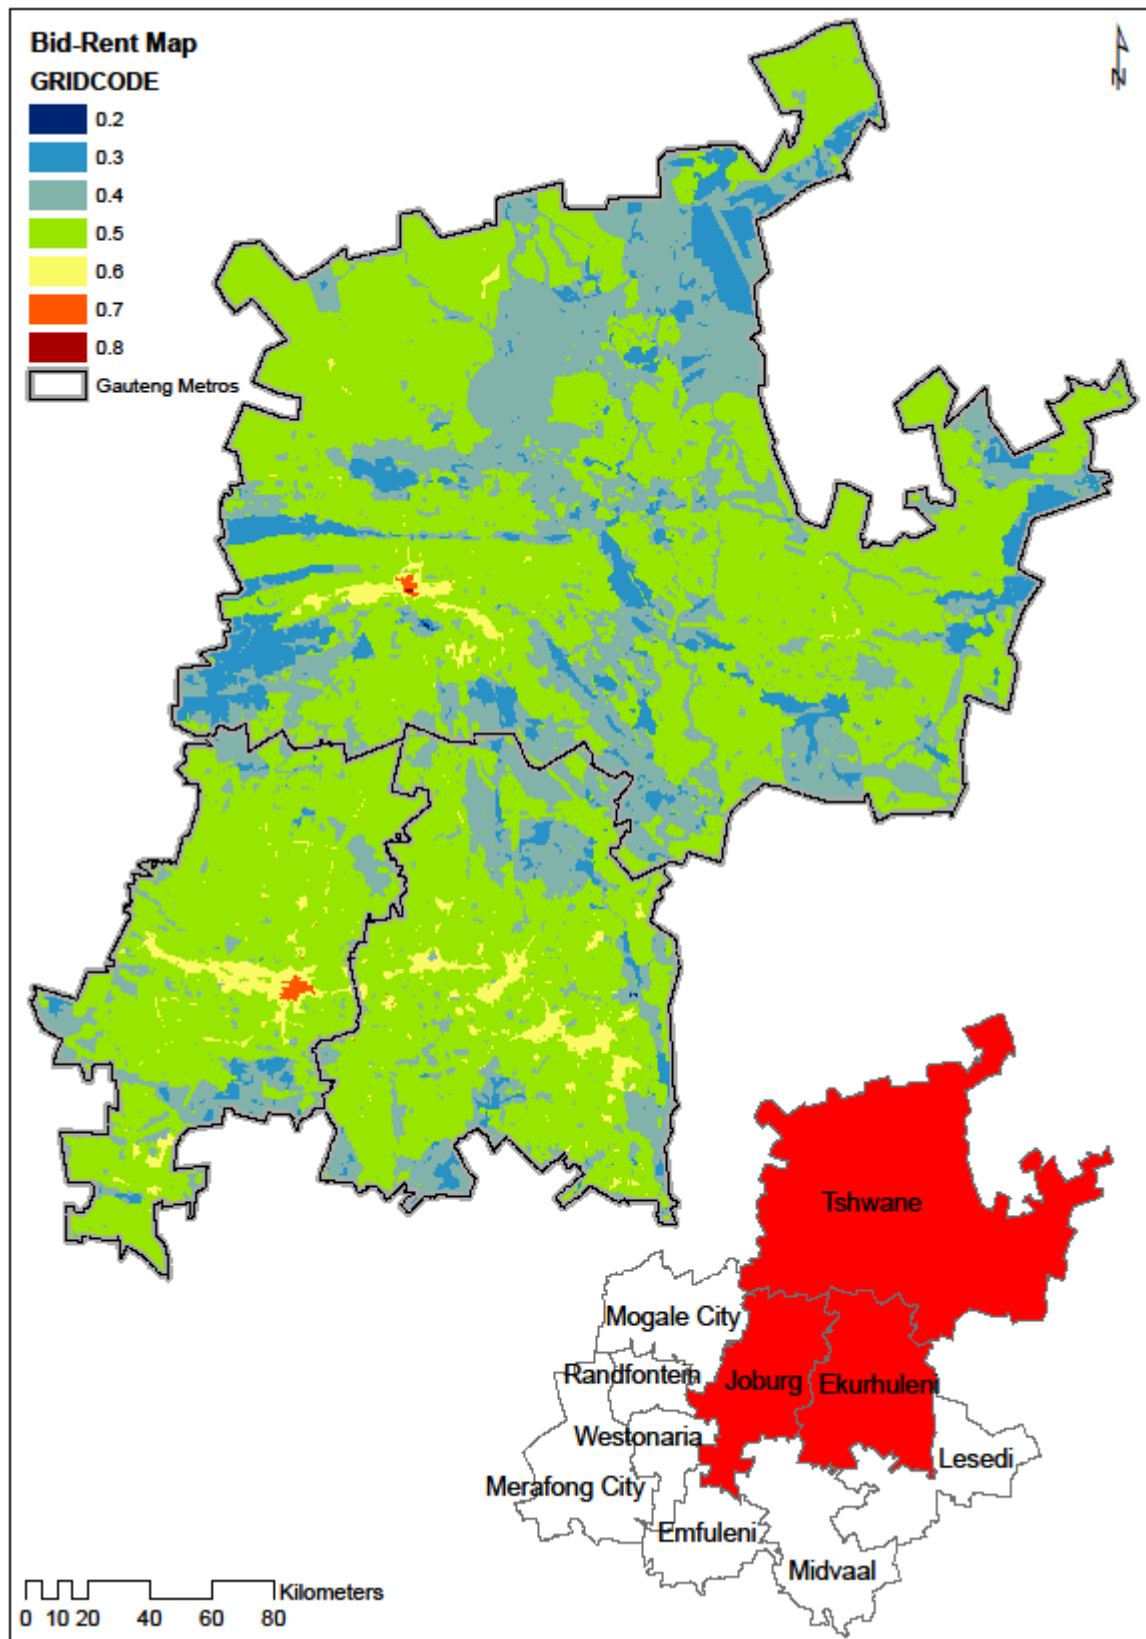 Bid-Rent Map
GRIDCODE
0.2
0.3
0.4
0.5
0.6
0.7
0.8
Gauteng Metros
N
Tshwane
Mogale City
Randfontein
Joburg
Ekurhuleni
Westonaria
Lesedi
Merafong City
Emfuleni
Midvaal
Kilometers
0 10 20 40 60 80